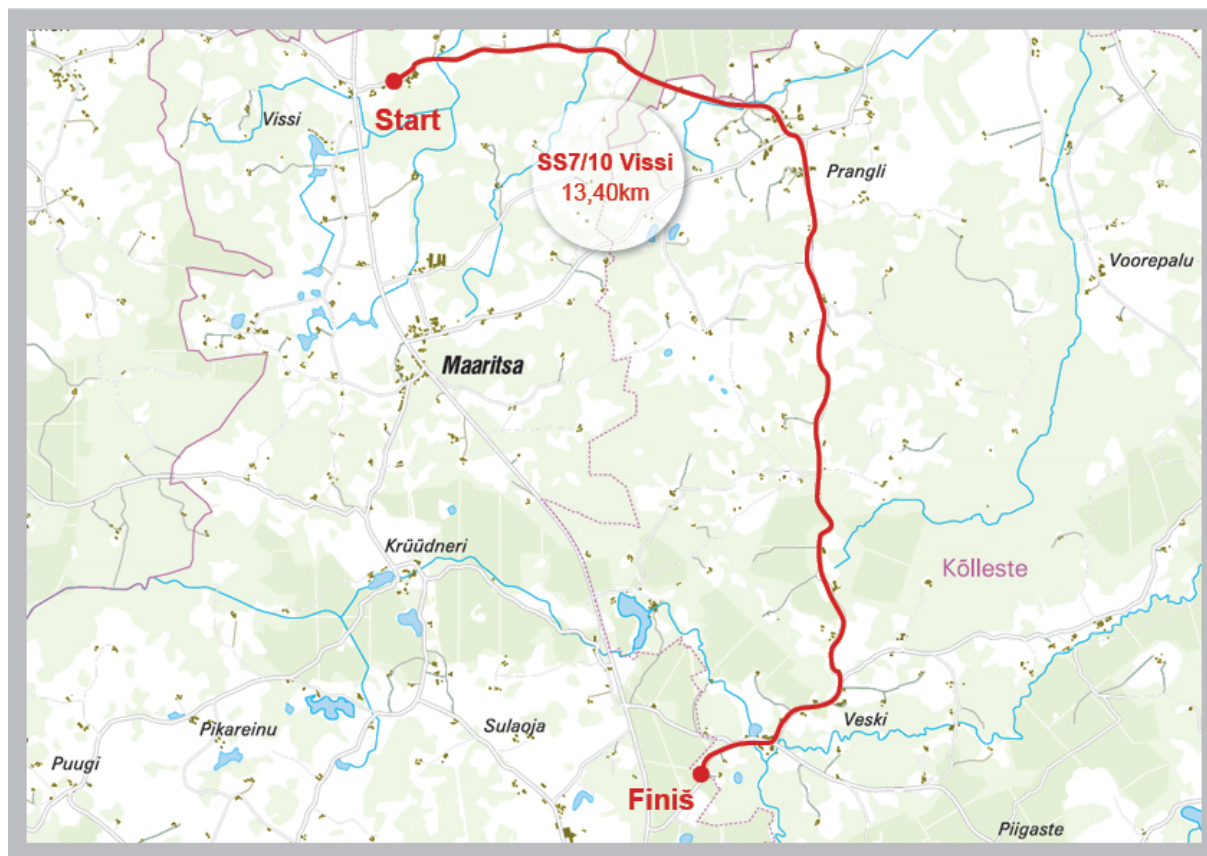 Start
Vissi
SS7/10 Vissi
13,40km
Prangli
Voorepalu
Maaritsa
Krüüdneri
Kõlleste
Pikareinu
Sulaoja
Veski
Puugi
Finiš
Piigaste